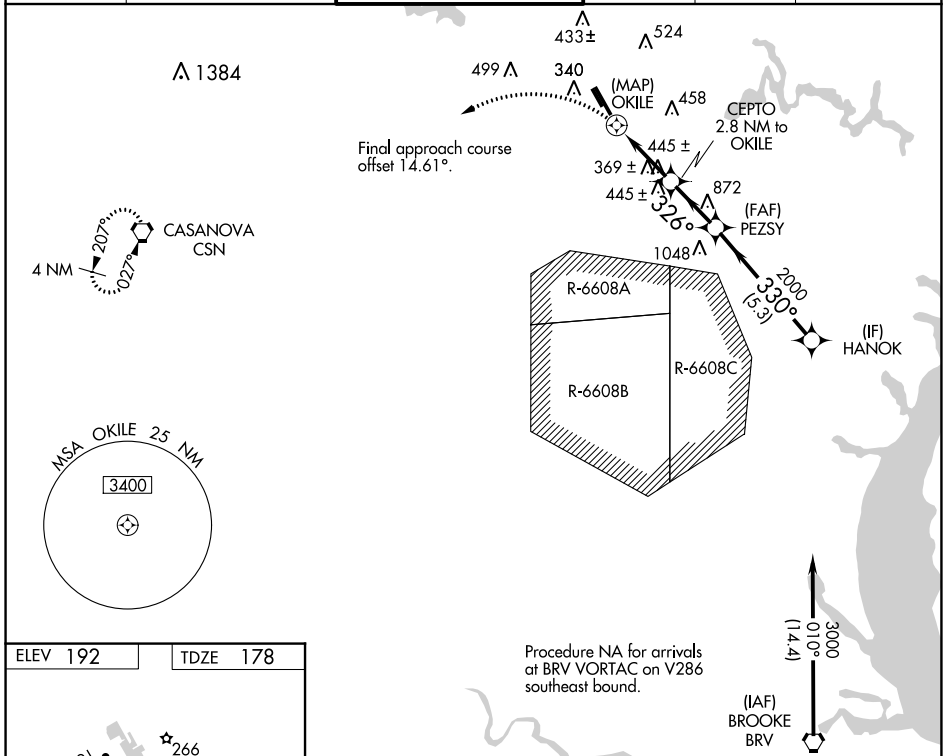 433±
524
1384
499
340
(MAP)
OKILE
458
CEPTO
2.8 NM to
OKILE
Final approach course
offset 14.61°.
445 ±
369 ±
445 ±
872
326°
(FAF)
PEZSY
207°
CASANOVA
CSN
4 NM
027°
1048
2000
330°
(5.3)
R-6608A
(IF)
HANOK
R-6608C
R-6608B
MSA OKILE 25 NM
3400
3000
010°
(14.4)
ELEV 192
TDZE 178
Procedure NA for arrivals
at BRV VORTAC on V286
southeast bound.
(IAF)
BROOKE
BRV
266